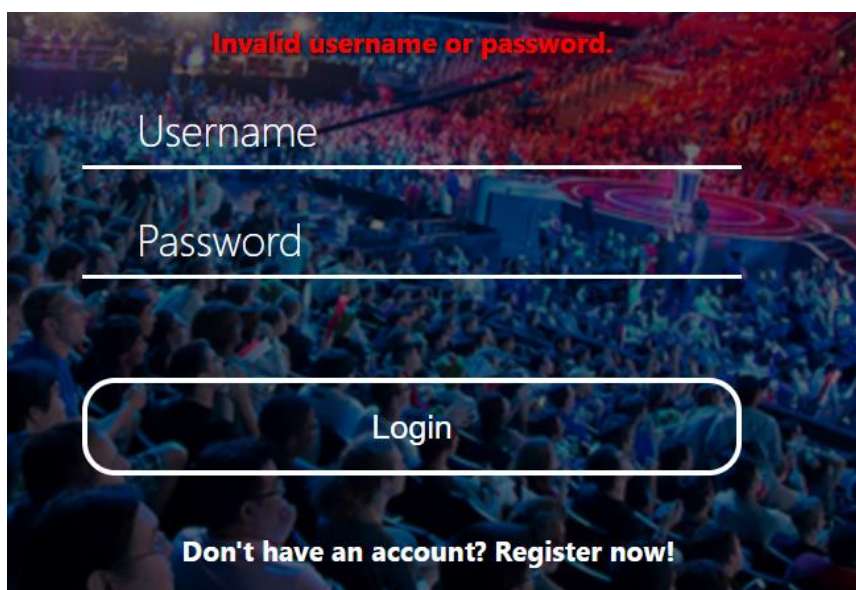 Invalid username or password.
Username
Password
Login
Don't have an account? Register now!